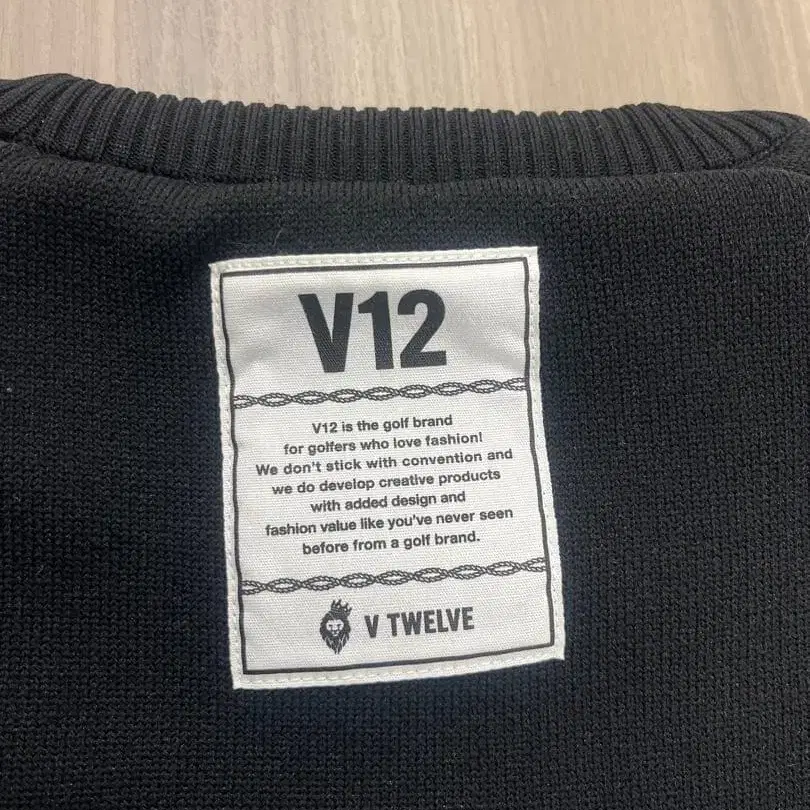 V12
V12 is the golf brand
for golfers who love fashion!
We don't stick with convention and
we do develop creative products
with added design and
fashion value like you've never seen
before from a golf brand.
V TWELVE